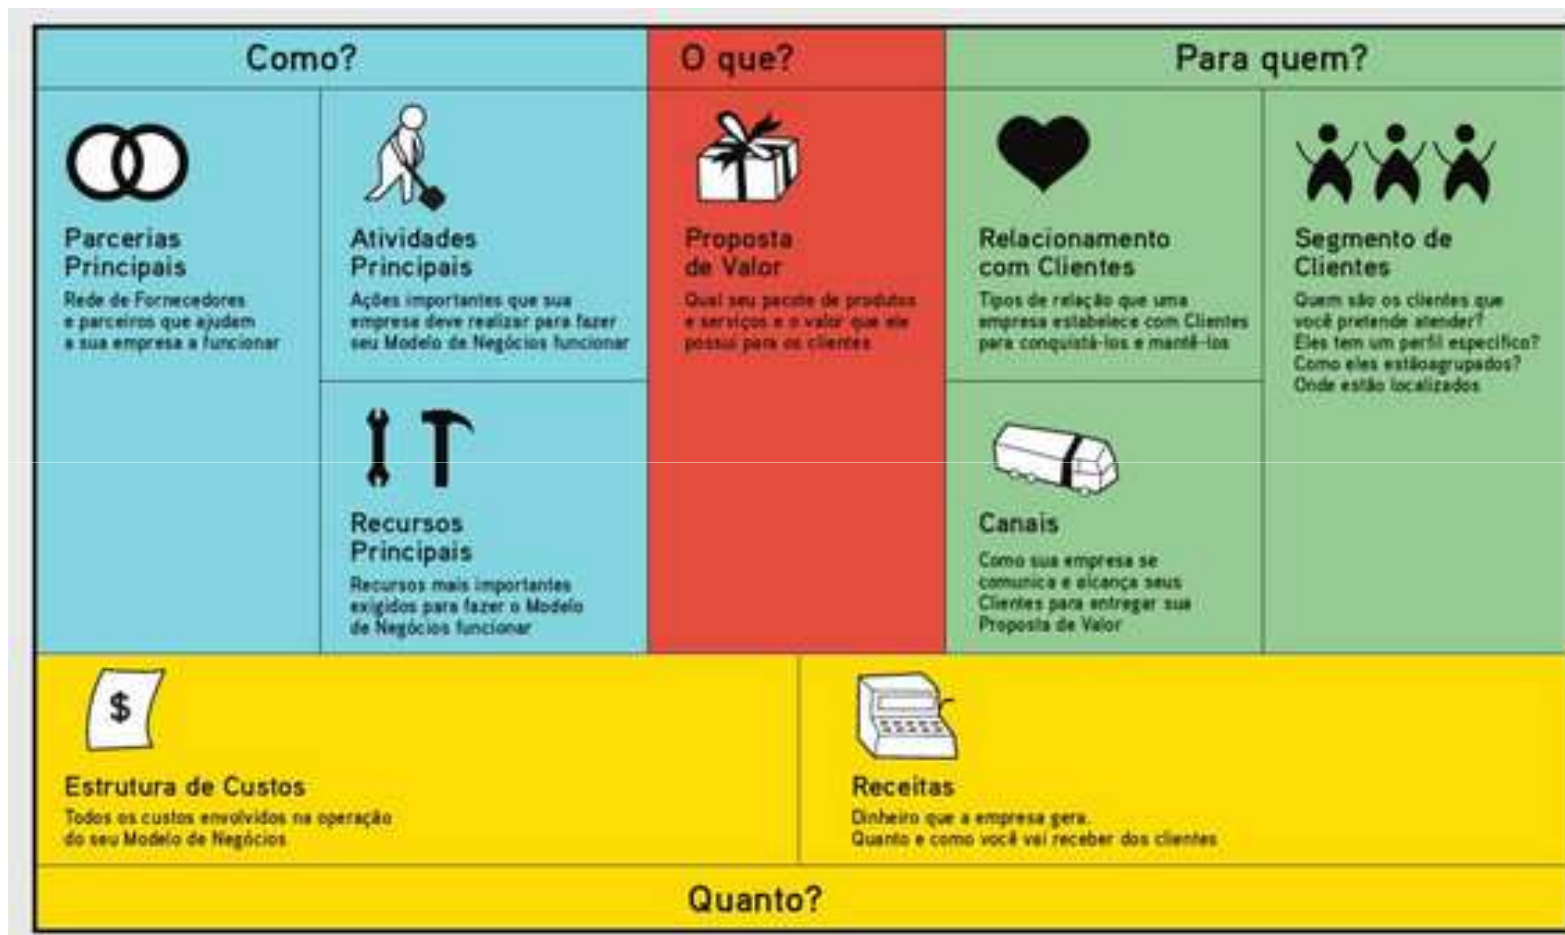 Como?
O que?
Para quem?
Parcerias
Principais
Rede de Fornecedores
e parceiros que ajudam
a sua empresa a funcionar
Atividades
Principais
Ações importantes que sua
empresa deve realizar para fazer
seu Modelo de Negócios funcionar
Recursos
Principais
Recursos mais importantes
exigidos para fazer o Modelo
de Negócios funcionar
Proposta
de Valor
Qual seu pacote de produtos
e serviços e o valor que ele
possui para os clientes
Relacionamento
com Clientes
Tipos de relação que uma
empresa estabelece com Clientes
para conquistá-los e mantê-los
Canais
Como sua empresa se
comunica e alcança seus
Clientes para entregar sua
Proposta de Valor
Segmento de
Clientes
Quem são os clientes que
você pretende atender?
Eles tem um perfil específico?
Como eles estãoagrupados?
Onde estão localizados
$
Estrutura de Custos
Todos os custos envolvidos na operação
do seu Modelo de Negócios
Receitas
Dinheiro que a empresa gera.
Quanto e como você vai receber dos clientes
Quanto?